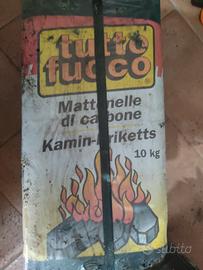 tutto
fuoco
Mattonelle
di carbone
Kamin-Briketts
10 kg
subito